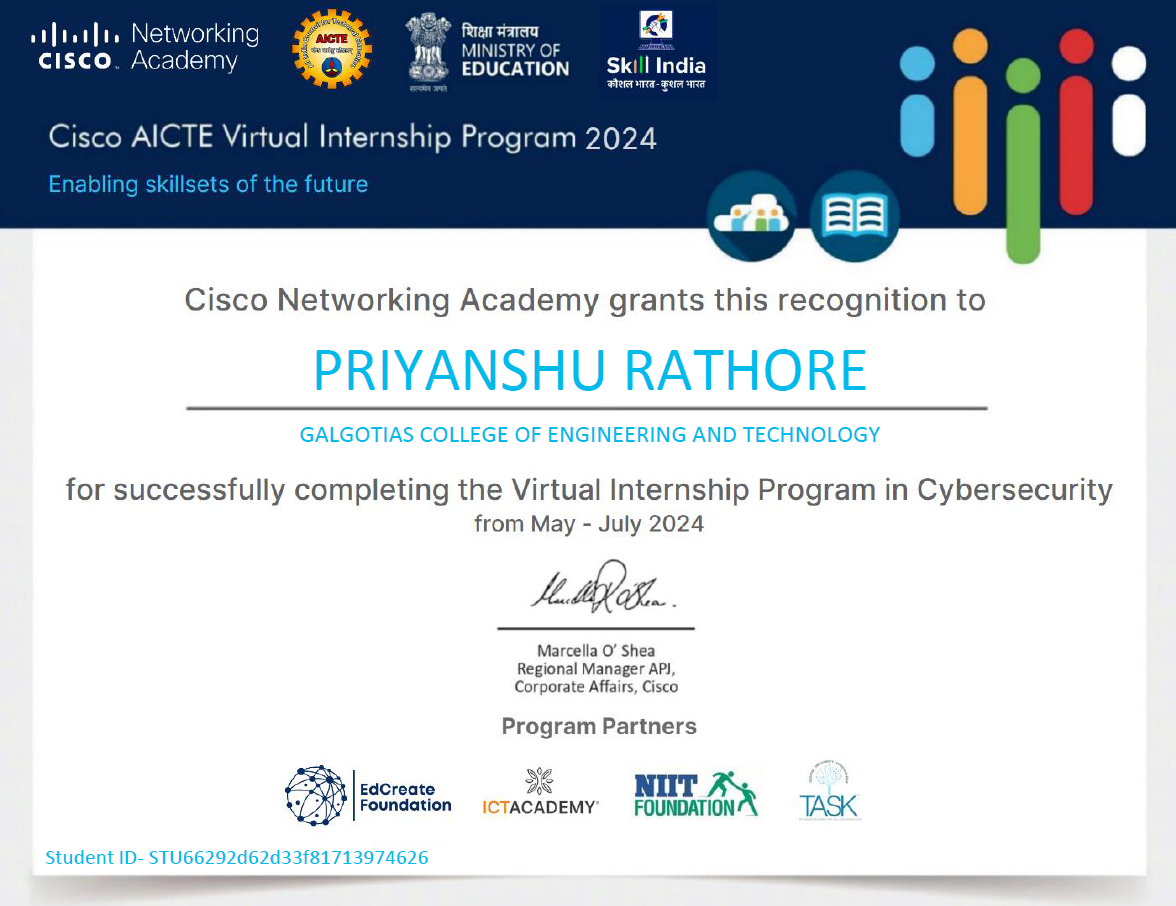 Networking
CISCO Academy
AICTE
शिक्षा मंत्रालय
MINISTRY OF
EDUCATION
सत्यमेव जयते
Skill India
कौशल भारत - कुशल भारत
Cisco AICTE Virtual Internship Program 2024
Enabling skillsets of the future
Cisco Networking Academy grants this recognition to
PRIYANSHU RATHORE
GALGOTIAS COLLEGE OF ENGINEERING AND TECHNOLOGY
for successfully completing the Virtual Internship Program in Cybersecurity
from May - July 2024
Marcella O' Shea
Regional Manager APJ,
Corporate Affairs, Cisco
Program Partners
EdCreate
Foundation
ICTACADEMY
NIIT
FOUNDATION
TASK
Student ID- STU66292d62d33f81713974626